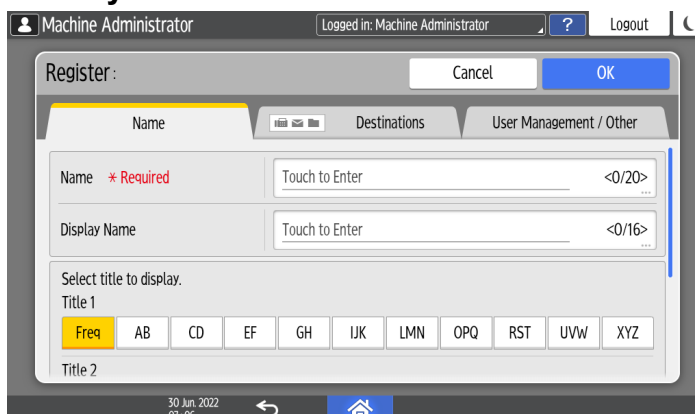 Machine Administrator
Logged in: Machine Administrator
?
Logout
Register :
Cancel
OK
Name
Destinations
User Management / Other
Name * Required
Touch to Enter
<0/20>
...
Display Name
Touch to Enter
<0/16>
...
Select title to display.
Title 1
Freq AB CD EF GH IJK LMN OPQ RST UVW XYZ
Title 2
30 Jun. 2022